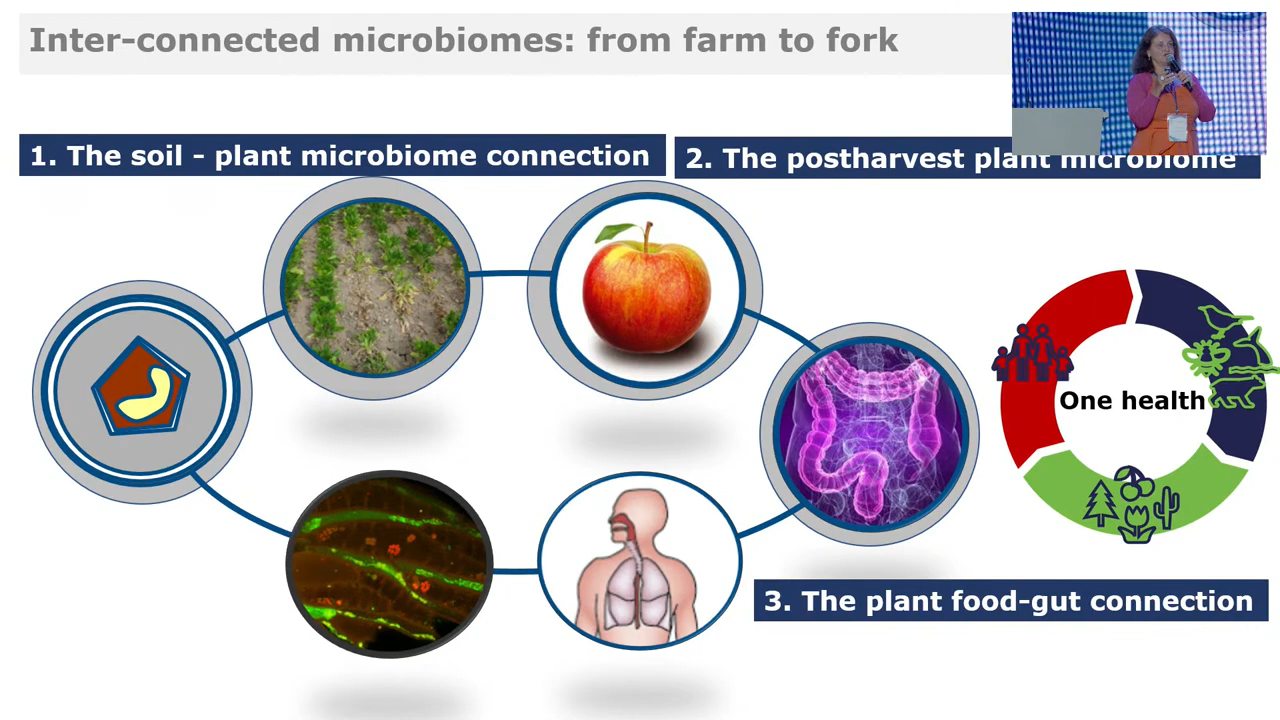 Inter-connected microbiomes: from farm to fork
1. The soil - plant microbiome connection
2. The postharvest plant microbiome
One health
3. The plant food-gut connection